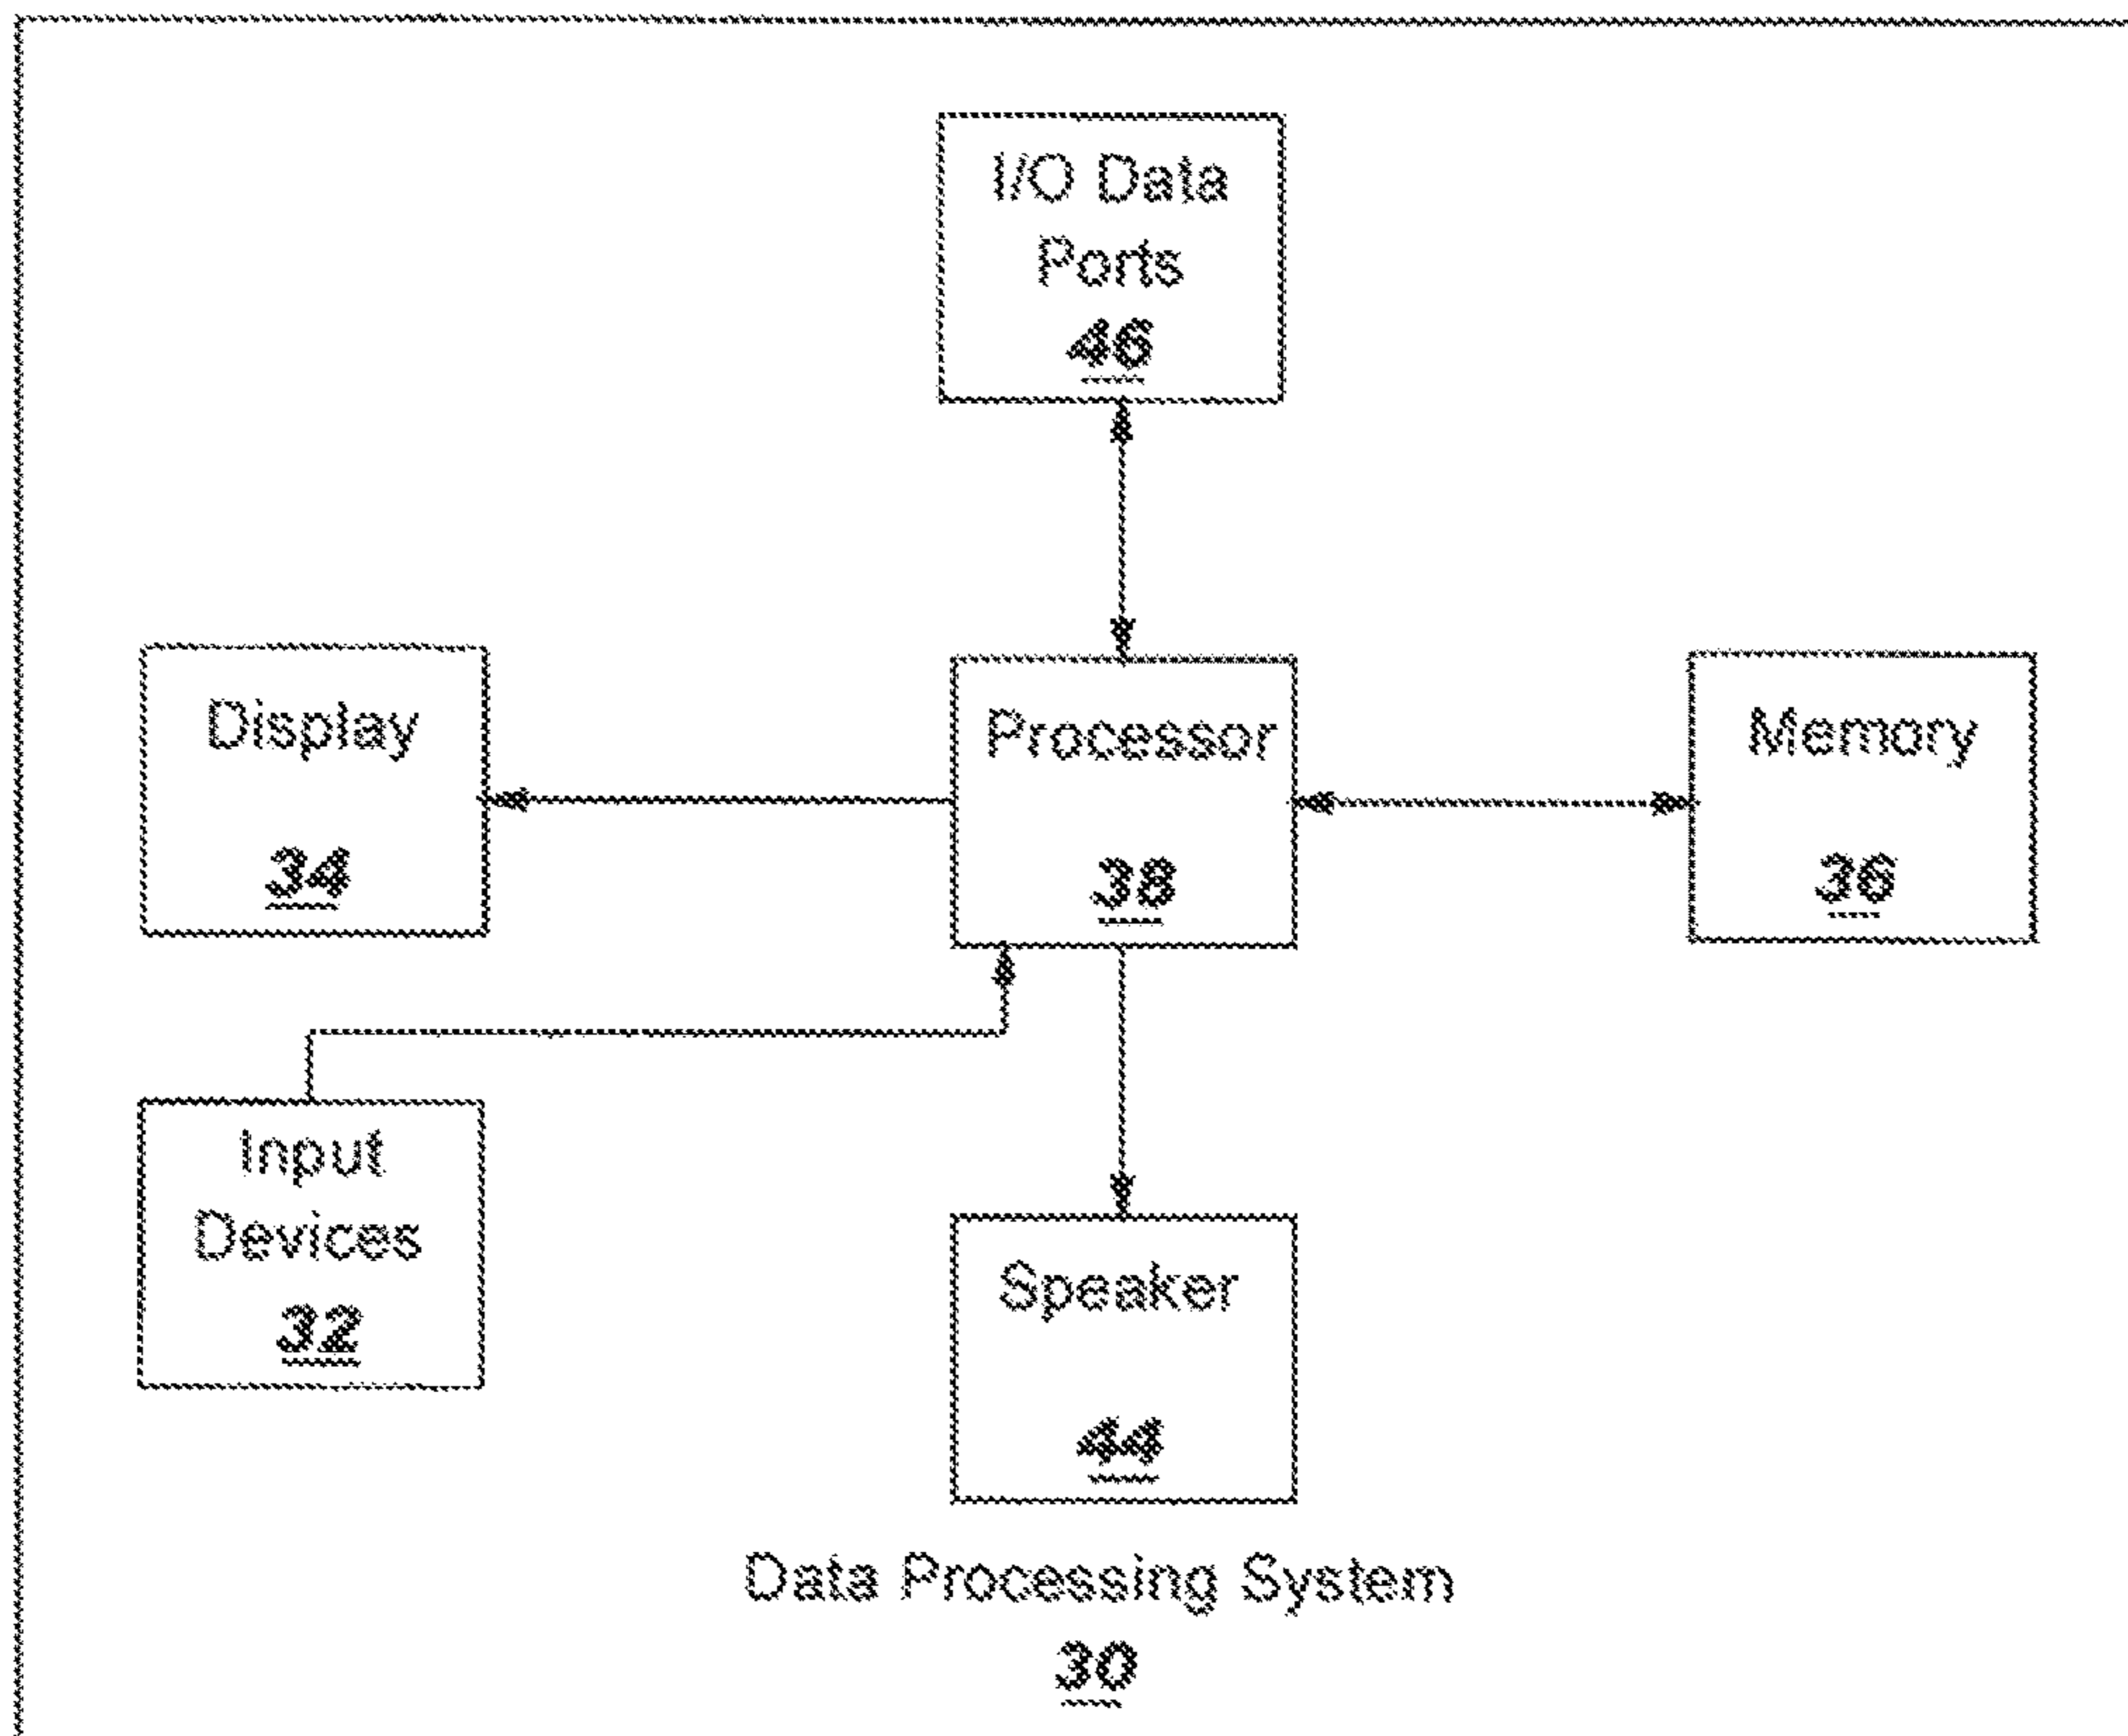 I/O Data
Ports
46
Display
34
Processor
38
Memory
36
Input
Devices
32
Speaker
44
Data Processing System
30